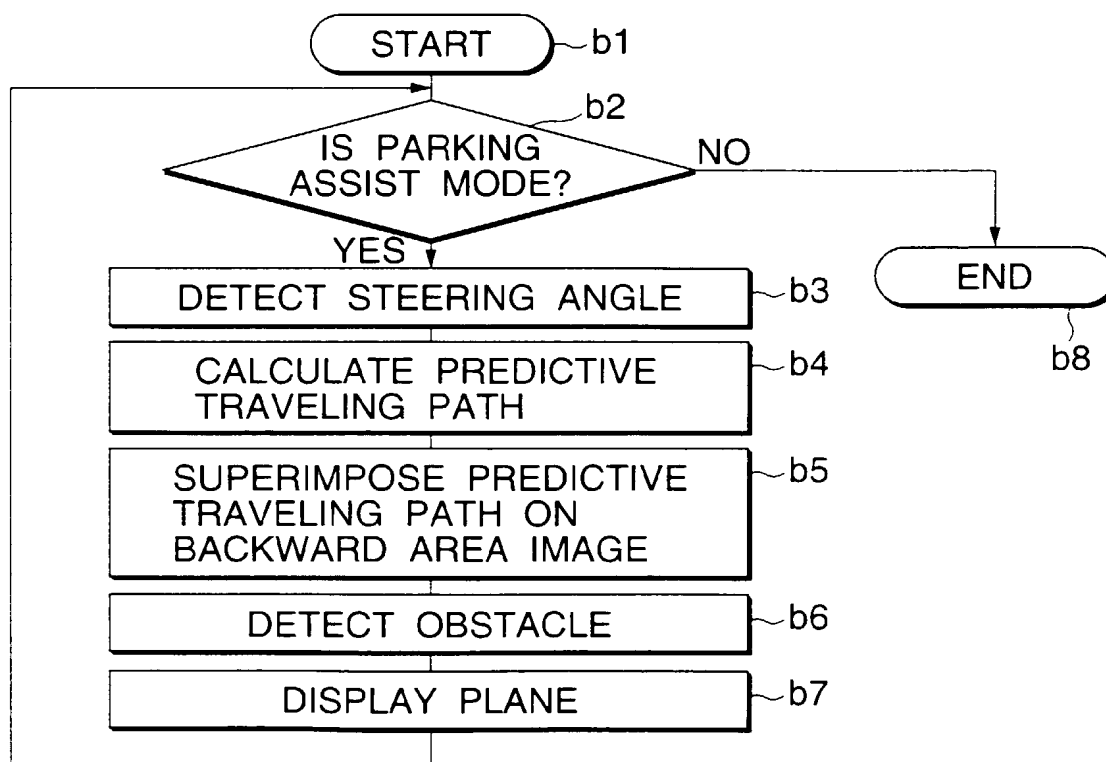 START
b1
b2
IS PARKING
ASSIST MODE?
NO
YES
END
b8
DETECT STEERING ANGLE
b3
CALCULATE PREDICTIVE
TRAVELING PATH
b4
SUPERIMPOSE PREDICTIVE
TRAVELING PATH ON
BACKWARD AREA IMAGE
b5
DETECT OBSTACLE
b6
DISPLAY PLANE
b7